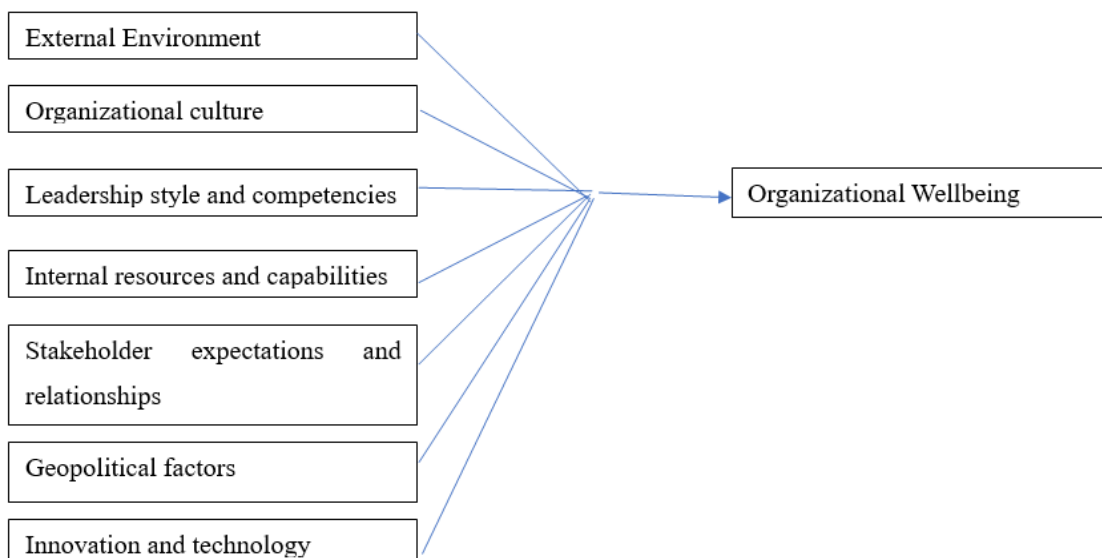 External Environment
Organizational culture
Leadership style and competencies
Internal resources and capabilities
Stakeholder expectations and
relationships
Geopolitical factors
Innovation and technology
Organizational Wellbeing